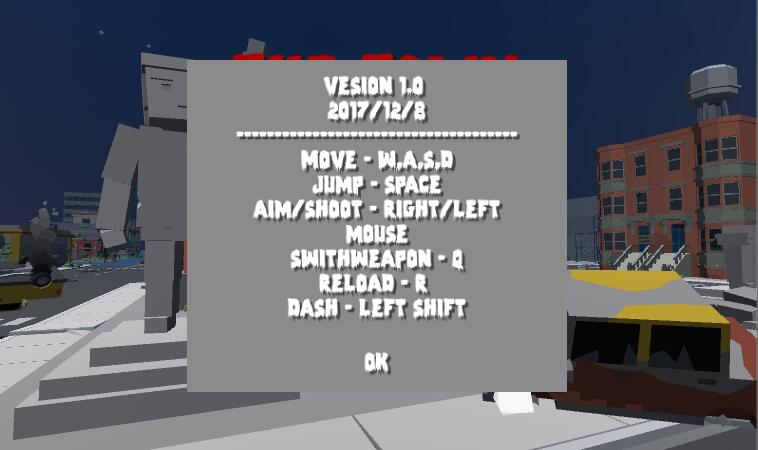 VESION 1.0
2017/12/8
------------------------------------
MOVE - W,A,S,D
JUMP - SPACE
AIM/SHOOT - RIGHT/LEFT
MOUSE
SWITHWEAPON - Q
RELOAD - R
DASH - LEFT SHIFT
OK